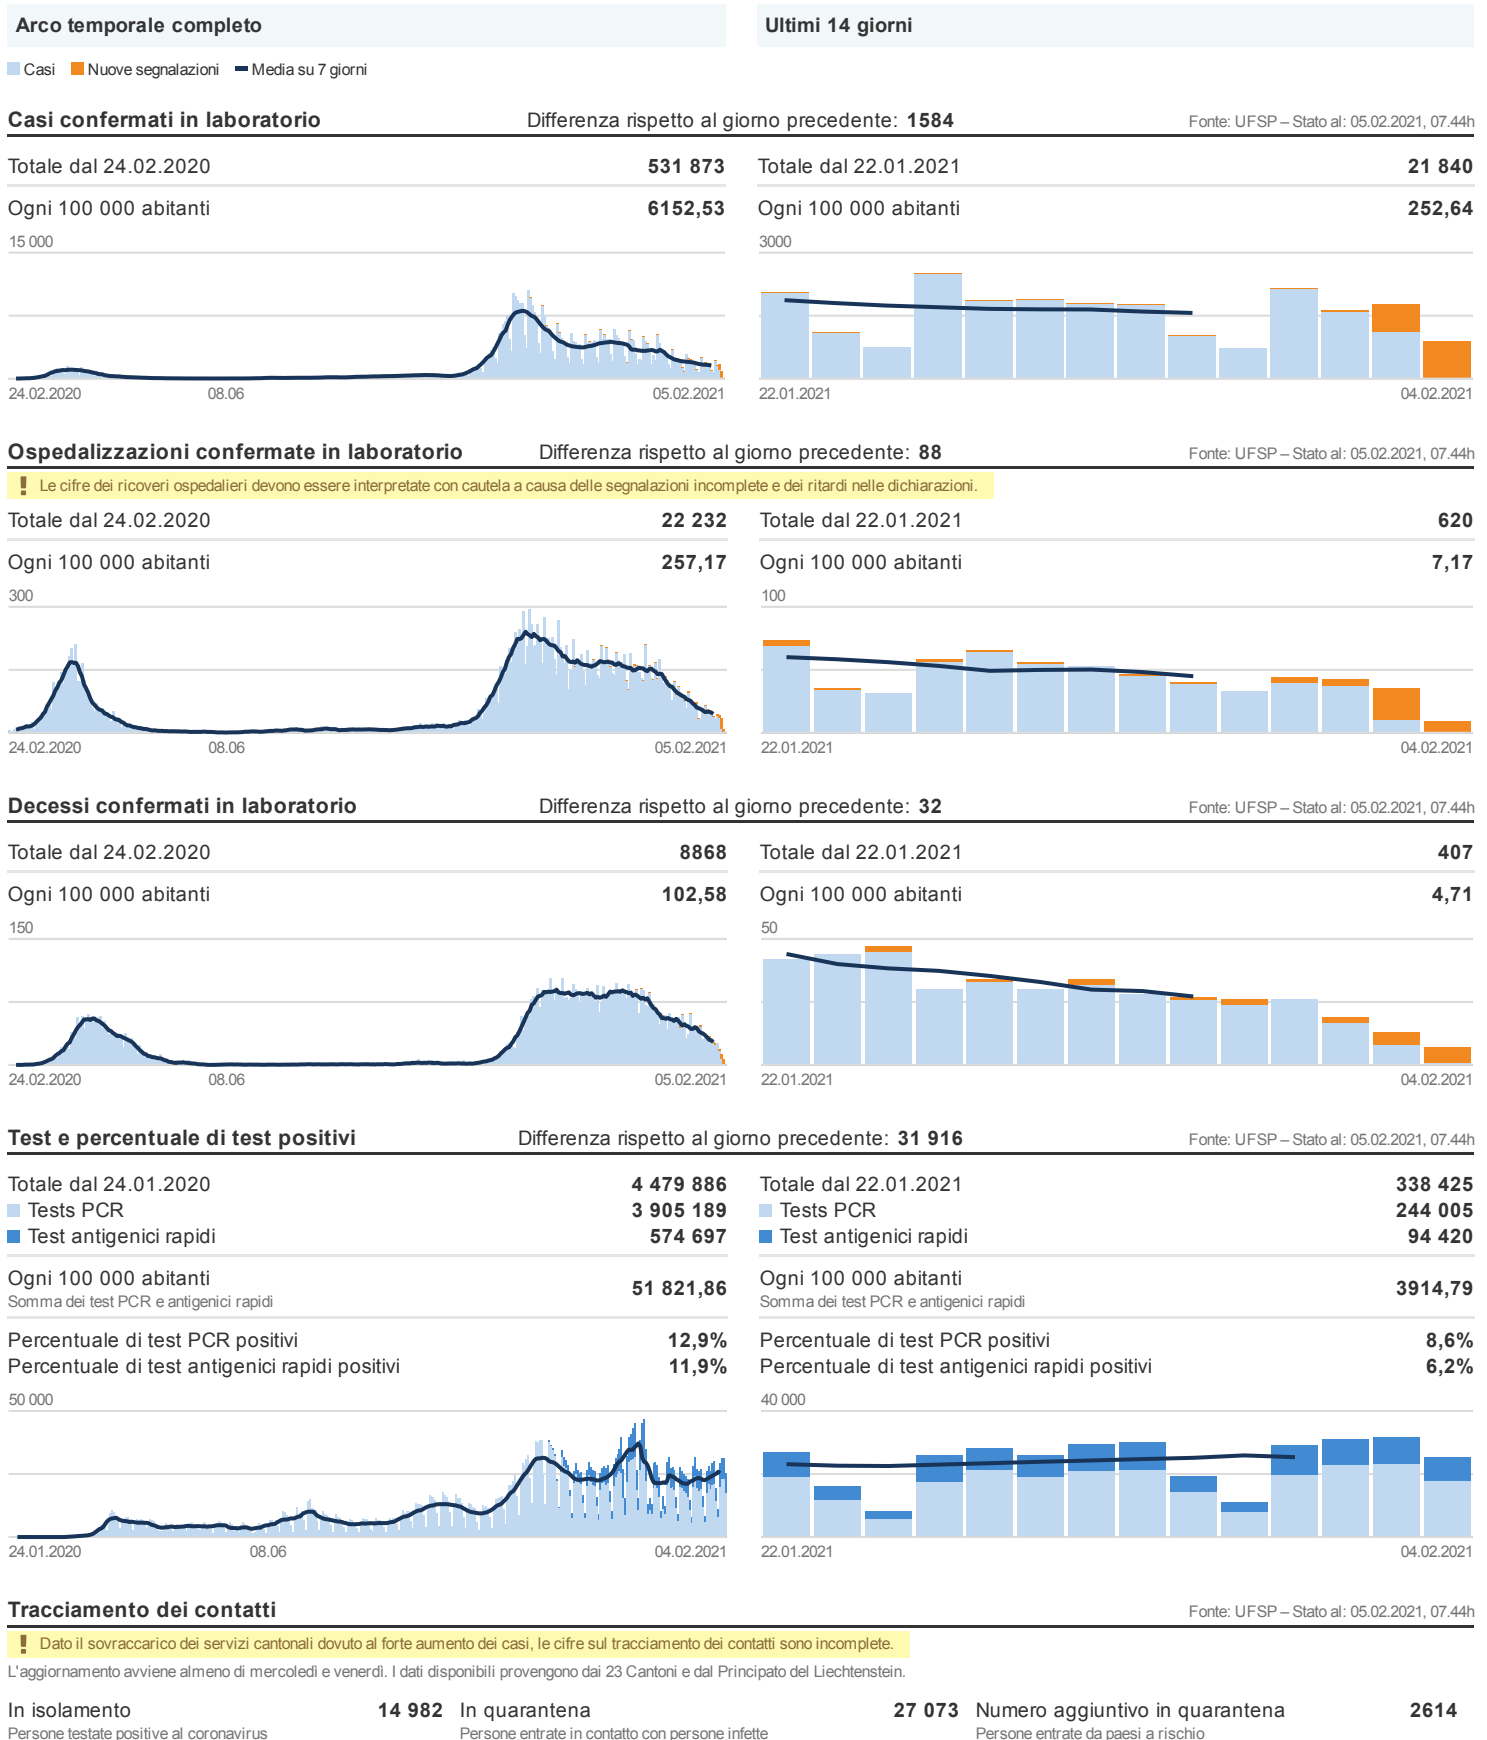 Arco temporale completo
Ultimi 14 giorni
Casi Nuove segnalazioni Media su 7 giorni
Casi confermati in laboratorio Differenza rispetto al giorno precedente: 1584 Fonte: UFSP – Stato al: 05.02.2021, 07.44h
Totale dal 24.02.2020 531 873
Ogni 100 000 abitanti 6152,53
15 000
24.02.2020 08.06 05.02.2021
Totale dal 22.01.2021 21 840
Ogni 100 000 abitanti 252,64
3000
22.01.2021 04.02.2021
Ospedalizzazioni confermate in laboratorio Differenza rispetto al giorno precedente: 88 Fonte: UFSP – Stato al: 05.02.2021, 07.44h
! Le cifre dei ricoveri ospedalieri devono essere interpretate con cautela a causa delle segnalazioni incomplete e dei ritardi nelle dichiarazioni.
Totale dal 24.02.2020 22 232
Ogni 100 000 abitanti 257,17
300
24.02.2020 08.06 05.02.2021
Totale dal 22.01.2021 620
Ogni 100 000 abitanti 7,17
100
22.01.2021 04.02.2021
Decessi confermati in laboratorio Differenza rispetto al giorno precedente: 32 Fonte: UFSP – Stato al: 05.02.2021, 07.44h
Totale dal 24.02.2020 8868
Ogni 100 000 abitanti 102,58
150
24.02.2020 08.06 05.02.2021
Totale dal 22.01.2021 407
Ogni 100 000 abitanti 4,71
50
22.01.2021 04.02.2021
Test e percentuale di test positivi Differenza rispetto al giorno precedente: 31 916 Fonte: UFSP – Stato al: 05.02.2021, 07.44h
Totale dal 24.01.2020 4 479 886
Tests PCR 3 905 189
Test antigenici rapidi 574 697
Ogni 100 000 abitanti 51 821,86
Somma dei test PCR e antigenici rapidi
Percentuale di test PCR positivi 12,9%
Percentuale di test antigenici rapidi positivi 11,9%
50 000
24.01.2020 08.06 04.02.2021
Totale dal 22.01.2021 338 425
Tests PCR 244 005
Test antigenici rapidi 94 420
Ogni 100 000 abitanti 3914,79
Somma dei test PCR e antigenici rapidi
Percentuale di test PCR positivi 8,6%
Percentuale di test antigenici rapidi positivi 6,2%
40 000
22.01.2021 04.02.2021
Tracciamento dei contatti Fonte: UFSP – Stato al: 05.02.2021, 07.44h
! Dato il sovraccarico dei servizi cantonali dovuto al forte aumento dei casi, le cifre sul tracciamento dei contatti sono incomplete.
L'aggiornamento avviene almeno di mercoledì e venerdì. I dati disponibili provengono dai 23 Cantoni e dal Principato del Liechtenstein.
In isolamento 14 982
Persone testate positive al coronavirus
In quarantena 27 073
Persone entrate in contatto con persone infette
Numero aggiuntivo in quarantena 2614
Persone entrate da paesi a rischio